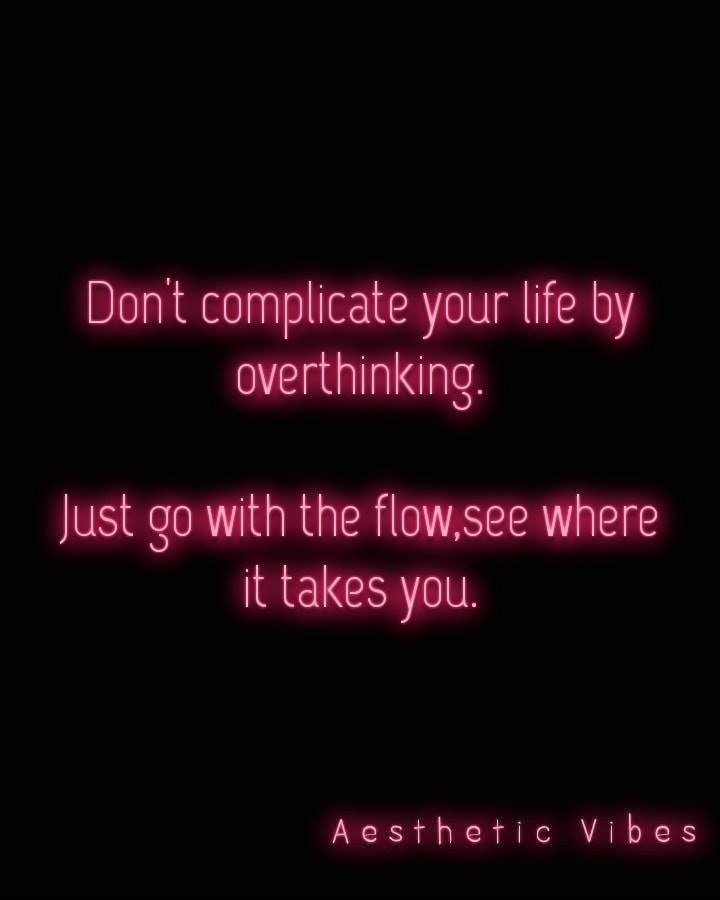 Don't complicate your life by
overthinking.
Just go with the flow,see where
it takes you.
Aesthetic Vibes